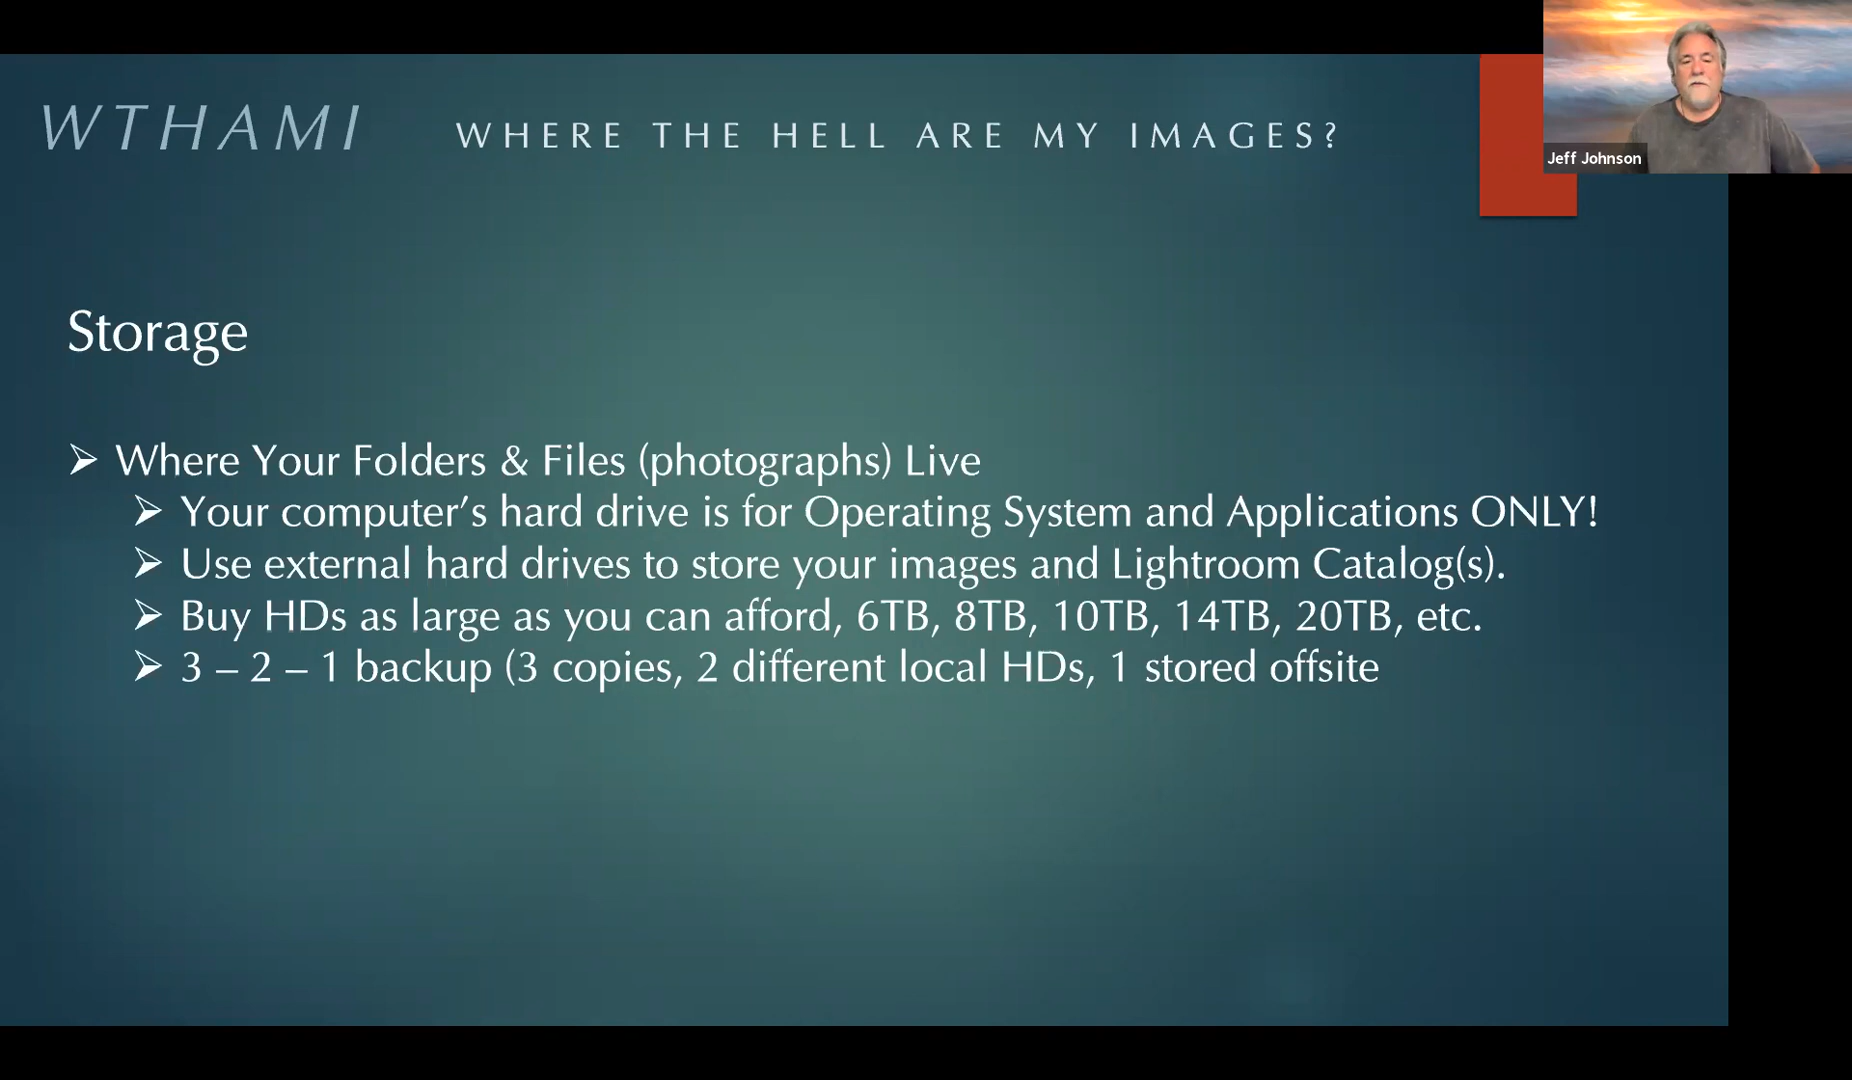 WTHAMI WHERE THE HELL ARE MY IMAGES?
Jeff Johnson
Storage
➢ Where Your Folders & Files (photographs) Live
➢ Your computer’s hard drive is for Operating System and Applications ONLY!
➢ Use external hard drives to store your images and Lightroom Catalog(s).
➢ Buy HDs as large as you can afford, 6TB, 8TB, 10TB, 14TB, 20TB, etc.
➢ 3 – 2 – 1 backup (3 copies, 2 different local HDs, 1 stored offsite